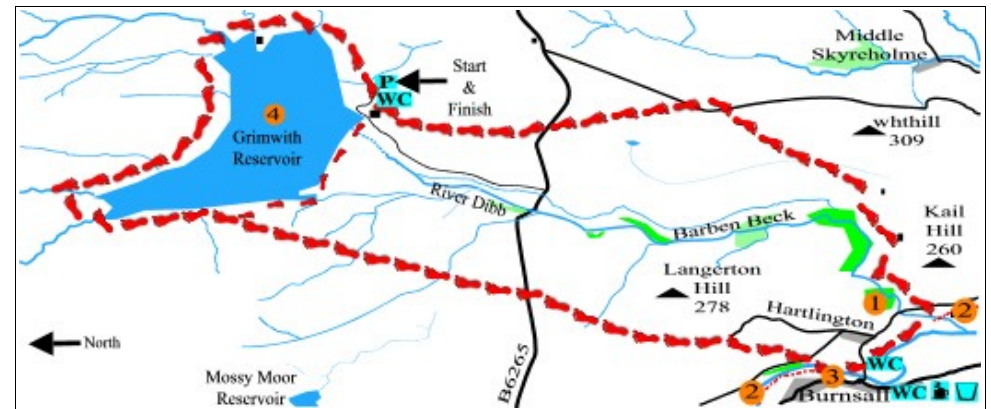 Middle
Skyreholme
Start
&
Finish
P
WC
4
Grimwith
Reservoir
whthill
309
River Dibb
Barben Beck
Kail
Hill
260
Langerton
Hill
278
1
2
Hartlington
North
B6265
WC
Mossy Moor
Reservoir
2
3
Burnsall
WC